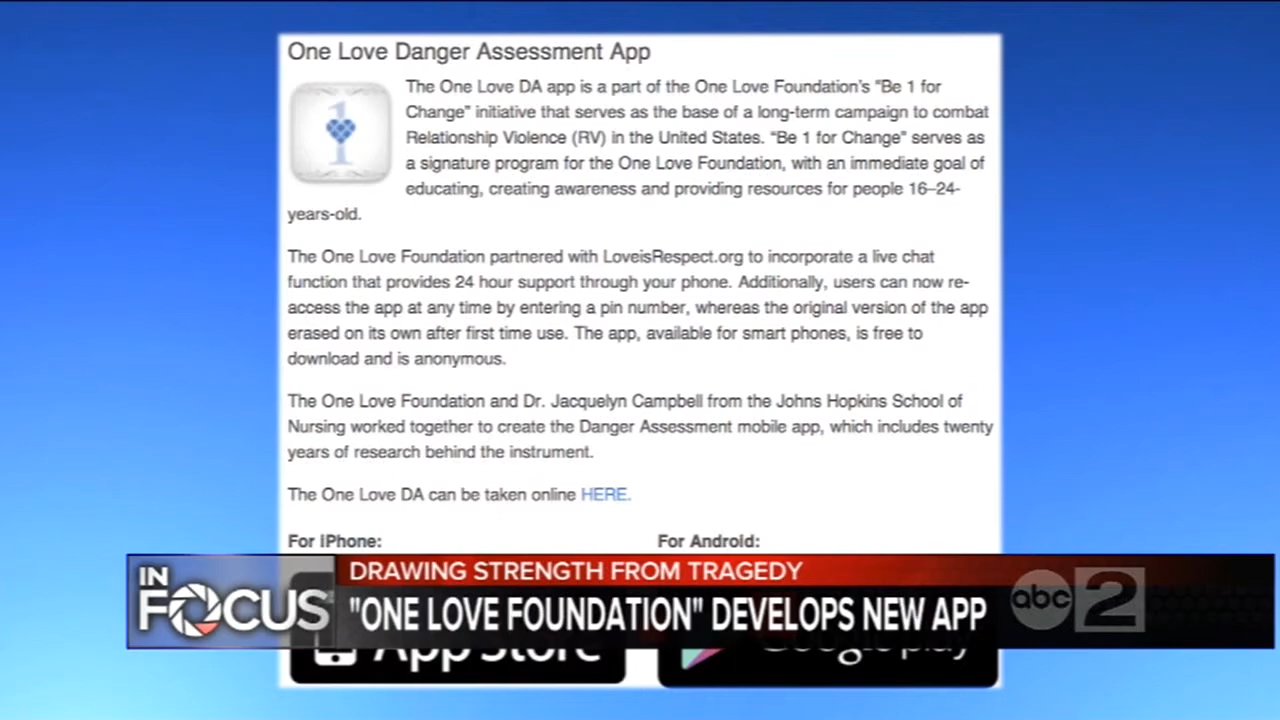 One Love Danger Assessment App
The One Love DA app is a part of the One Love Foundation's "Be 1 for
Change" initiative that serves as the base of a long-term campaign to combat
Relationship Violence (RV) in the United States. "Be 1 for Change" serves as
a signature program for the One Love Foundation, with an immediate goal of
educating, creating awareness and providing resources for people 16–24-
years-old.
The One Love Foundation partnered with LoveisRespect.org to incorporate a live chat
function that provides 24 hour support through your phone. Additionally, users can now re-
access the app at any time by entering a pin number, whereas the original version of the app
erased on its own after first time use. The app, available for smart phones, is free to
download and is anonymous.
The One Love Foundation and Dr. Jacquelyn Campbell from the Johns Hopkins School of
Nursing worked together to create the Danger Assessment mobile app, which includes twenty
years of research behind the instrument.
The One Love DA can be taken online HERE.
For iPhone: For Android:
IN
FOCUS
DRAWING STRENGTH FROM TRAGEDY
"ONE LOVE FOUNDATION" DEVELOPS NEW APP
abc 2
App Store
Google play